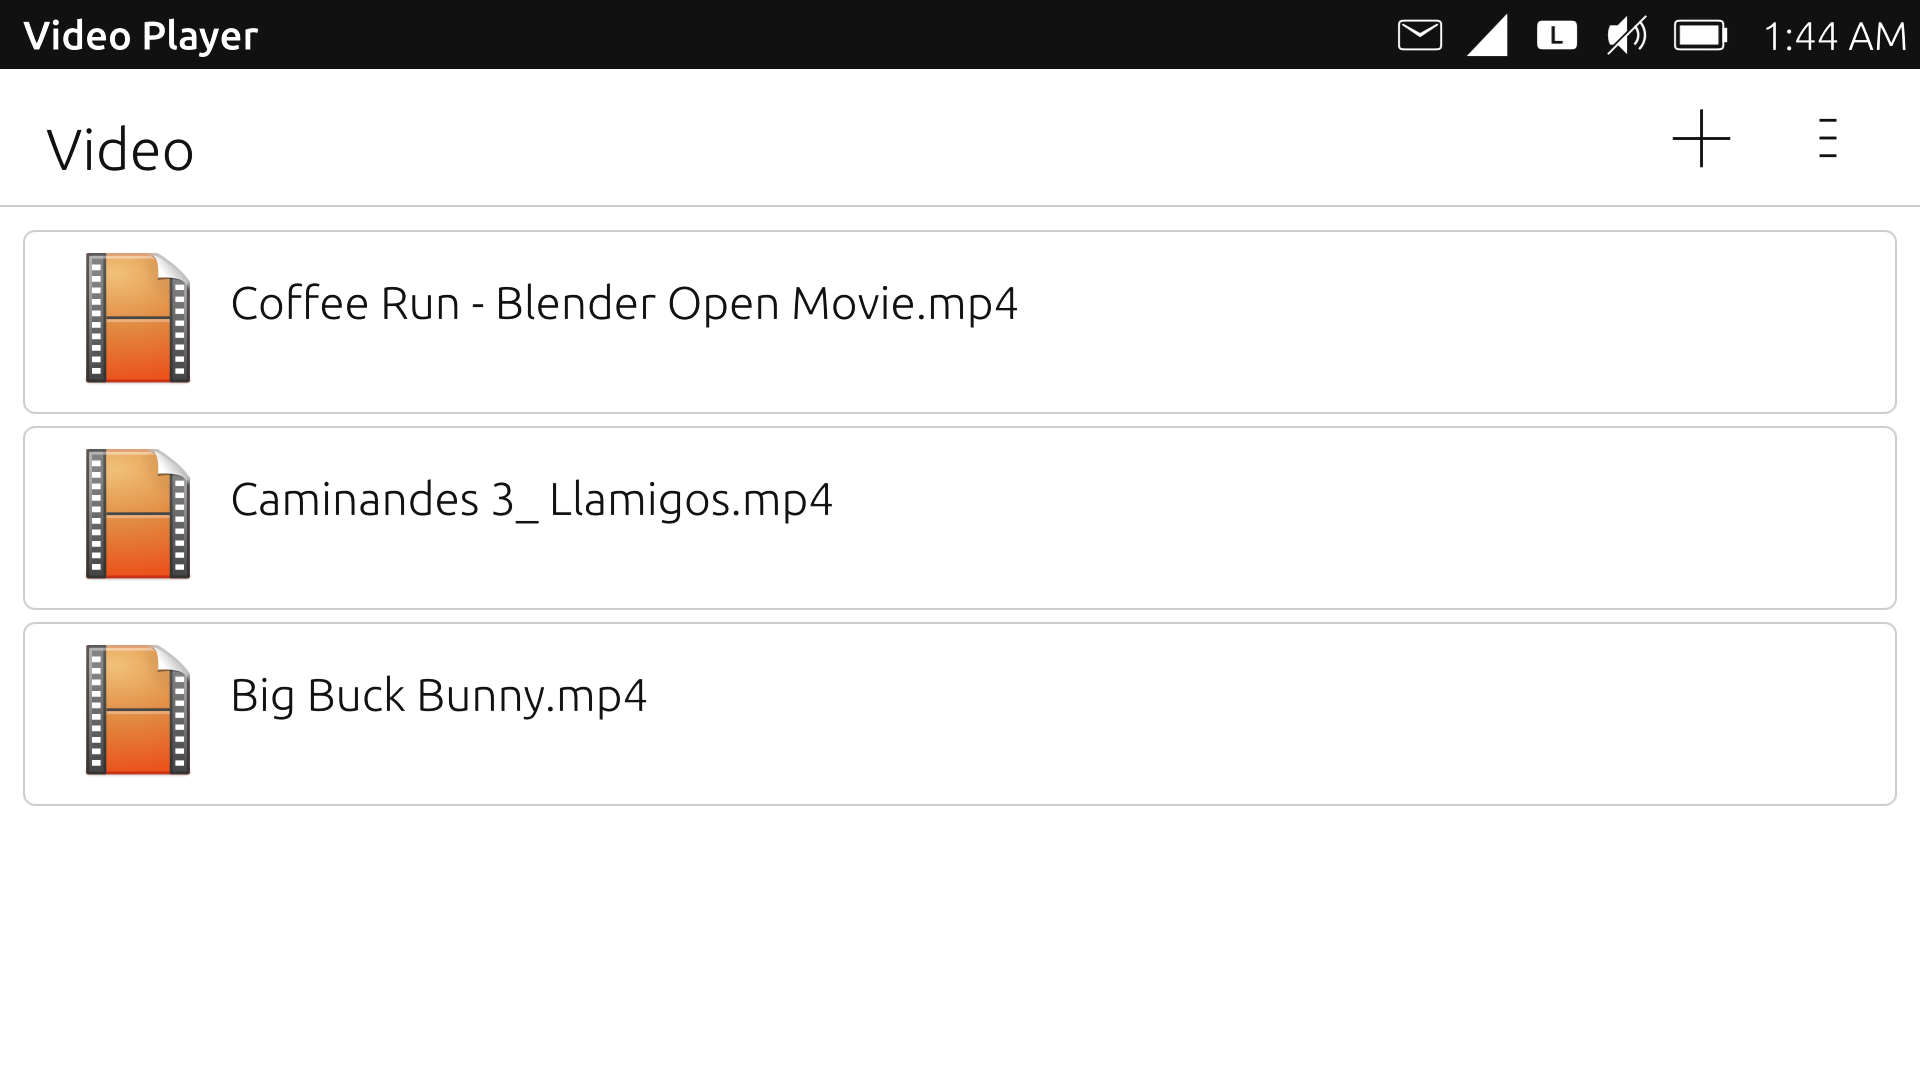 Video Player
L
1:44 AM
Video
Coffee Run - Blender Open Movie.mp4
Caminandes 3_ Llamigos.mp4
Big Buck Bunny.mp4